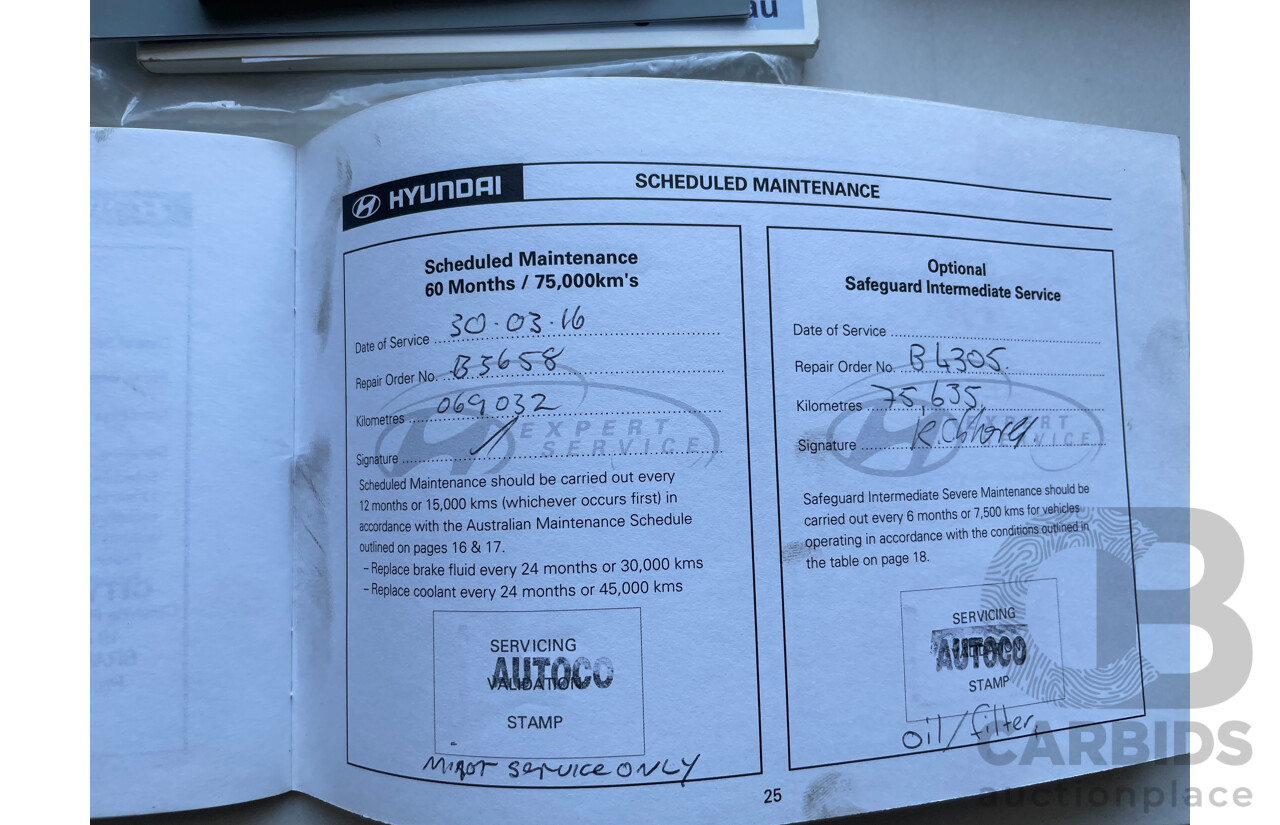 au
HYUNDAI
SCHEDULED MAINTENANCE
Scheduled Maintenance
60 Months / 75,000km's
Date of Service 30·03·16
Repair Order No. B3658
Kilometres 069032
Signature
EXPERT
SERVICE
Scheduled Maintenance should be carried out every
12 months or 15,000 kms (whichever occurs first) in
accordance with the Australian Maintenance Schedule
outlined on pages 16 & 17.
– Replace brake fluid every 24 months or 30,000 kms
– Replace coolant every 24 months or 45,000 kms
SERVICING
AUTOCO
VALIDATION
STAMP
SERVICE ONLY
Optional
Safeguard Intermediate Service
Date of Service
Repair Order No. B4305.
Kilometres 75,635.
Signature
EXPERT
SERVICE
Safeguard Intermediate Severe Maintenance should be
carried out every 6 months or 7,500 kms for vehicles
operating in accordance with the conditions outlined in
the table on page 18.
SERVICING
AUTOCO
STAMP
oil/filter,
25
CB
CARBIDS
auctionplace